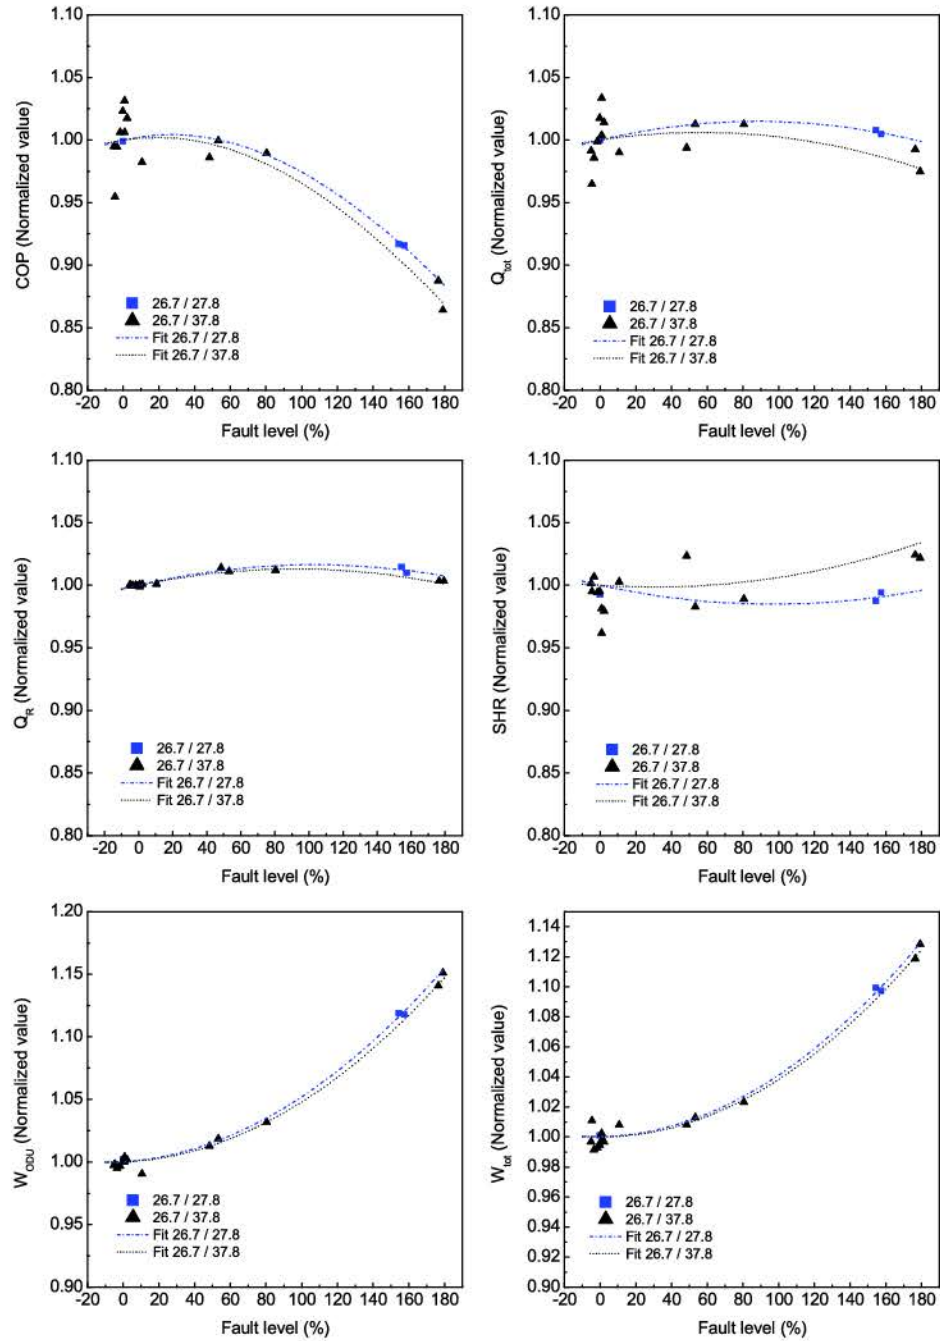 1.10
1.05
1.00
0.95
0.90
0.85
0.80
COP (Normalized value)
26.7 / 27.8
26.7 / 37.8
Fit 26.7 / 27.8
Fit 26.7 / 37.8
-20 0 20 40 60 80 100 120 140 160 180
Fault level (%)
1.10
1.05
1.00
0.95
0.90
0.85
0.80
Qtot (Normalized value)
26.7 / 27.8
26.7 / 37.8
Fit 26.7 / 27.8
Fit 26.7 / 37.8
-20 0 20 40 60 80 100 120 140 160 180
Fault level (%)
1.10
1.05
1.00
0.95
0.90
0.85
0.80
QR (Normalized value)
26.7 / 27.8
26.7 / 37.8
Fit 26.7 / 27.8
Fit 26.7 / 37.8
-20 0 20 40 60 80 100 120 140 160 180
Fault level (%)
1.10
1.05
1.00
0.95
0.90
0.85
0.80
SHR (Normalized value)
26.7 / 27.8
26.7 / 37.8
Fit 26.7 / 27.8
Fit 26.7 / 37.8
-20 0 20 40 60 80 100 120 140 160 180
Fault level (%)
1.20
1.15
1.10
1.05
1.00
0.95
0.90
WODU (Normalized value)
26.7 / 27.8
26.7 / 37.8
Fit 26.7 / 27.8
Fit 26.7 / 37.8
-20 0 20 40 60 80 100 120 140 160 180
Fault level (%)
1.14
1.12
1.10
1.08
1.06
1.04
1.02
1.00
0.98
0.96
0.94
0.92
0.90
Wtot (Normalized value)
26.7 / 27.8
26.7 / 37.8
Fit 26.7 / 27.8
Fit 26.7 / 37.8
-20 0 20 40 60 80 100 120 140 160 180
Fault level (%)